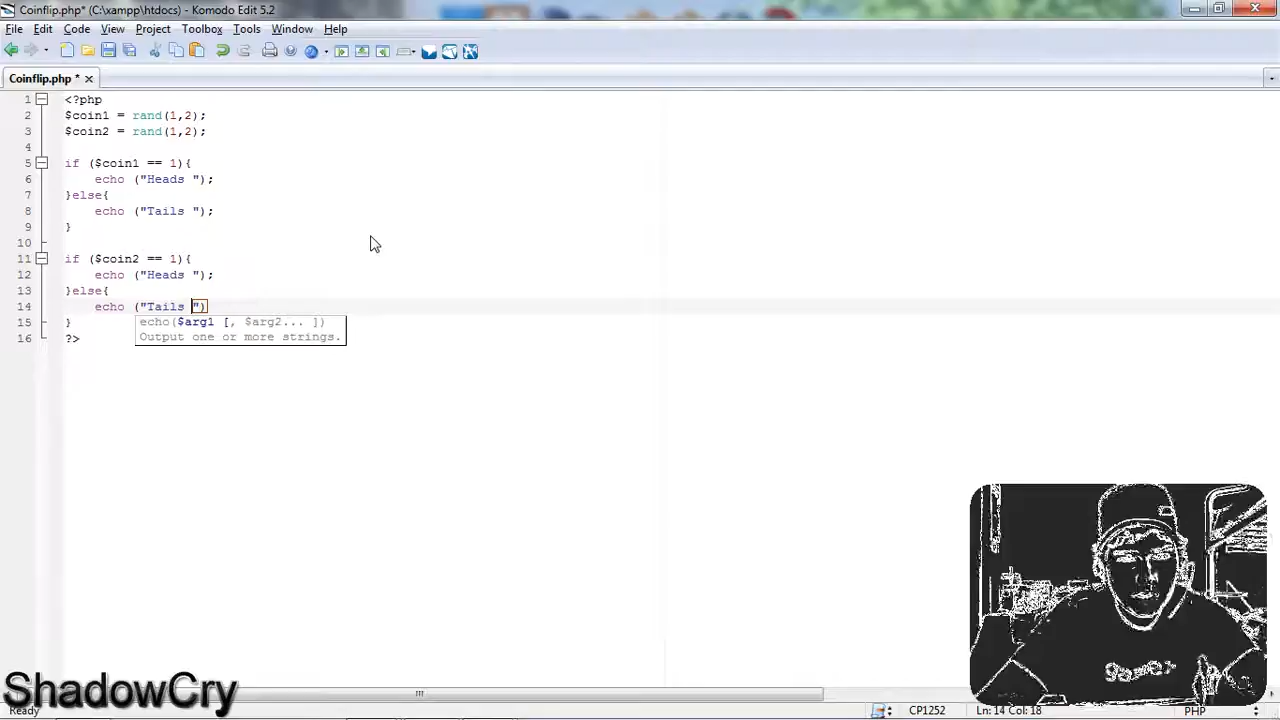 Coinflip.php* (C:\xampp\htdocs) - Komodo Edit 5.2
File Edit Code View Project Toolbox Tools Window Help
Coinflip.php *
1 <?php
2 $coin1 = rand(1,2);
3 $coin2 = rand(1,2);
4
5 if ($coin1 == 1){
6 echo ("Heads ");
7 }else{
8 echo ("Tails ");
9 }
10
11 if ($coin2 == 1){
12 echo ("Heads ");
13 }else{
14 echo ("Tails ")
echo($arg1 [, $arg2... ])
15 }
Output one or more strings.
16 ?>
ShadowCry
Ready CP1252 Ln: 14 Col: 18 PHP